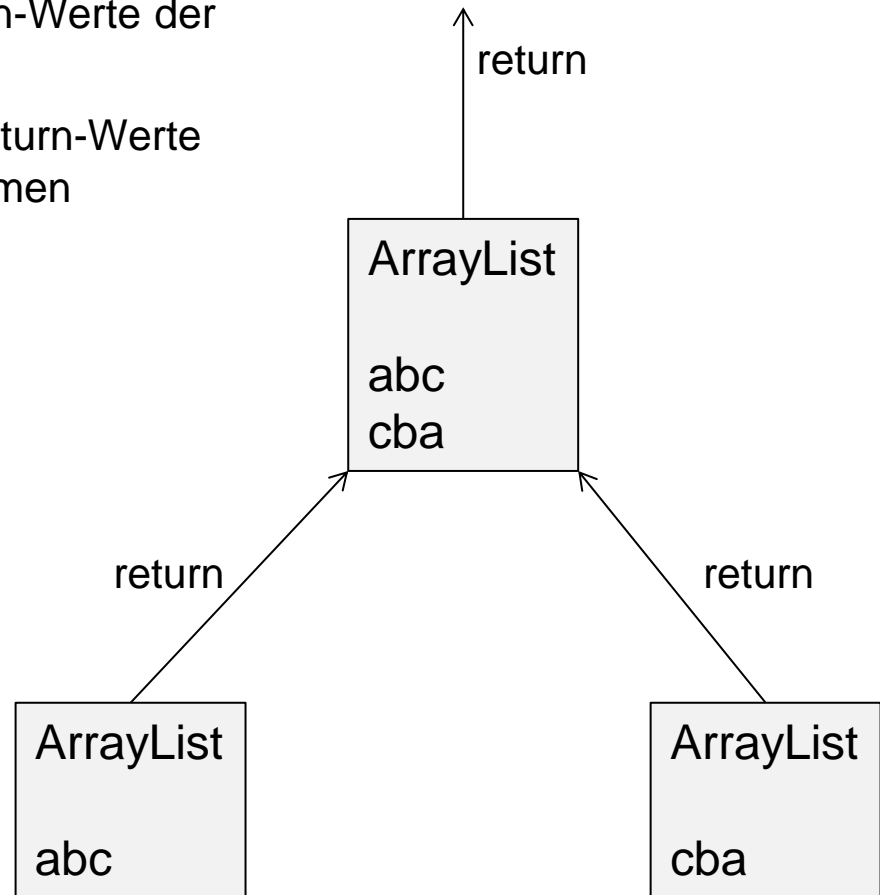 n-Werte der
return
turn-Werte
men
ArrayList
abc
cba
return
return
ArrayList
abc
ArrayList
cba